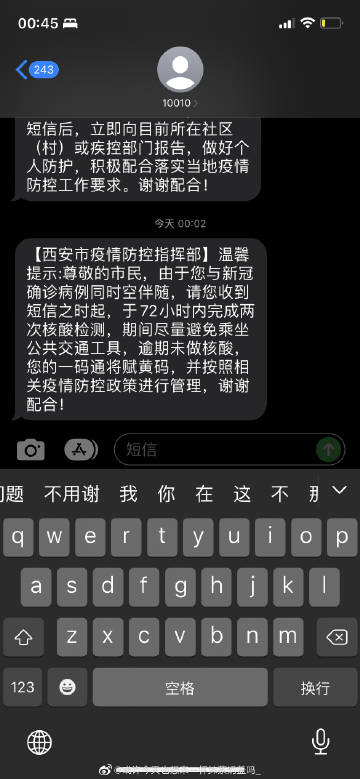 00:45
243
10010
短信后，立即向目前所在社区
（村）或疾控部门报告，做好个
人防护，积极配合落实当地疫情
防控工作要求。谢谢配合！
今天 00:02
【西安市疫情防控指挥部】温馨
提示:尊敬的市民，由于您与新冠
确诊病例同时空伴随，请您收到
短信之时起，于72小时内完成两
次核酸检测，期间尽量避免乘坐
公共交通工具，逾期未做核酸，
您的一码通将赋黄码，并按照相
关疫情防控政策进行管理，谢谢
配合！
短信
问题 不用谢 我 你 在 这 不 那
q w e r t y u i o p
a s d f g h j k l
z x c v b n m
123 空格 换行